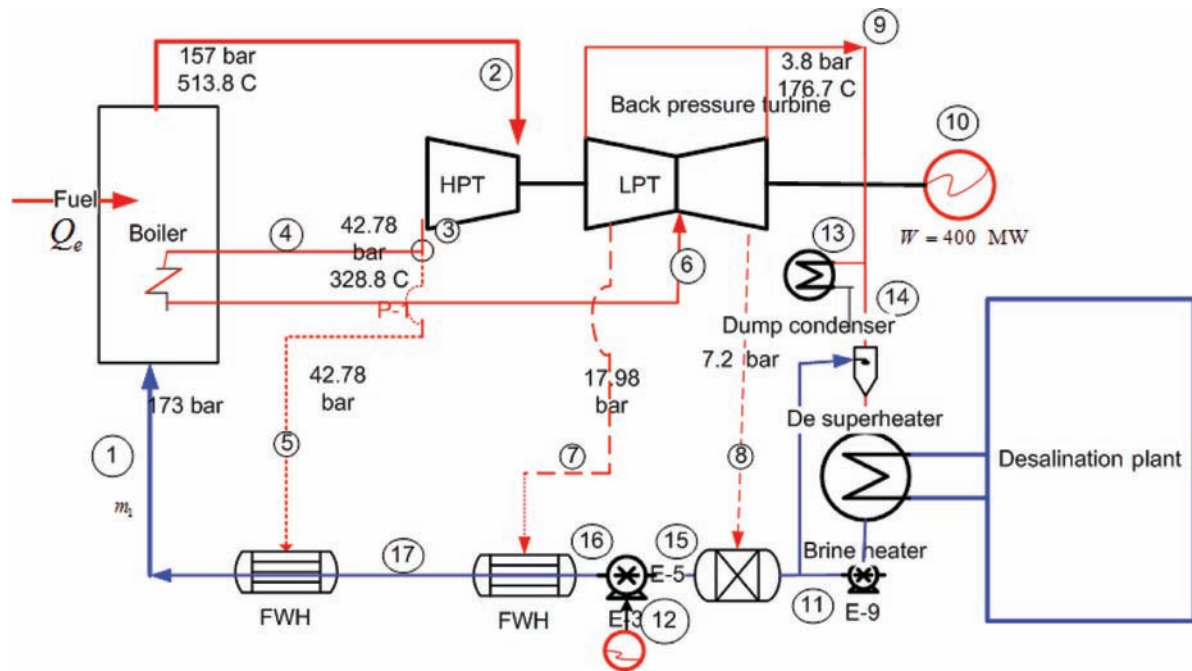 157 bar
513.8 C
2
9
3.8 bar
176.7 C
Back pressure turbine
10
HPT
LPT
Fuel
Qe
Boiler
4
42.78
bar
328.8 C
3
6
W = 400 MW
13
14
P-1
Dump condenser
42.78
bar
17.98
bar
7.2 bar
173 bar
De superheater
1
5
7
8
Desalination plant
m1
17
16
15
Brine heater
E-5
11
FWH
FWH
E-3
12
E-9